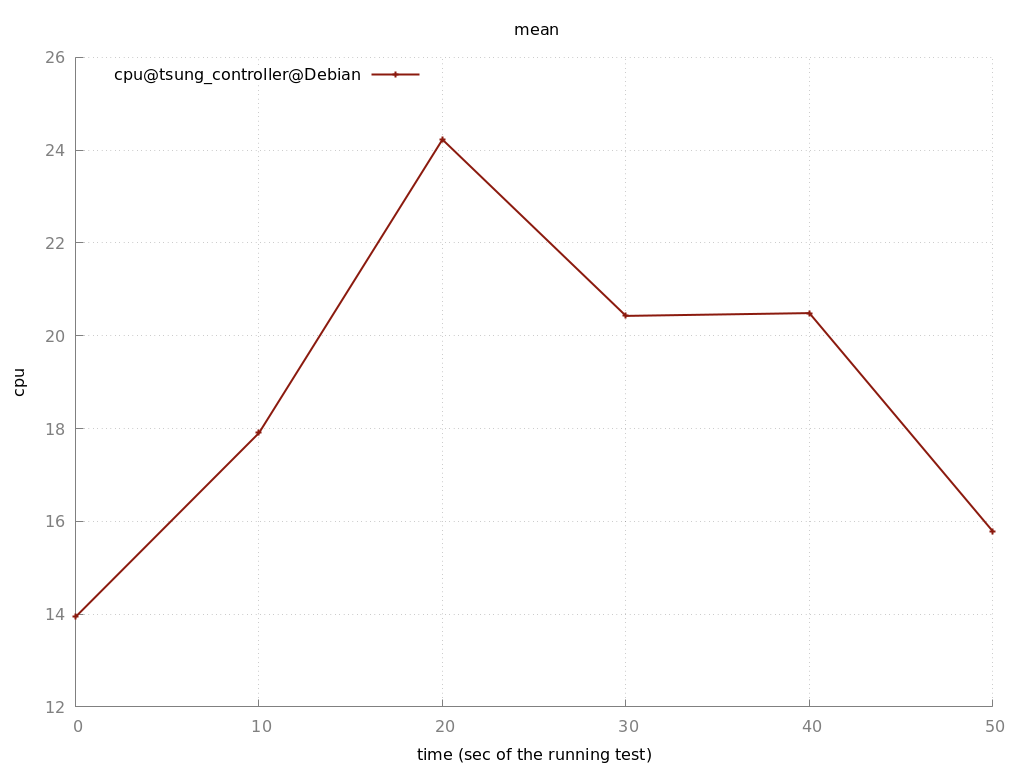 mean
26
cpu@tsung_controller@Debian
24
22
20
cpu
18
16
14
12
0 10 20 30 40 50
time (sec of the running test)